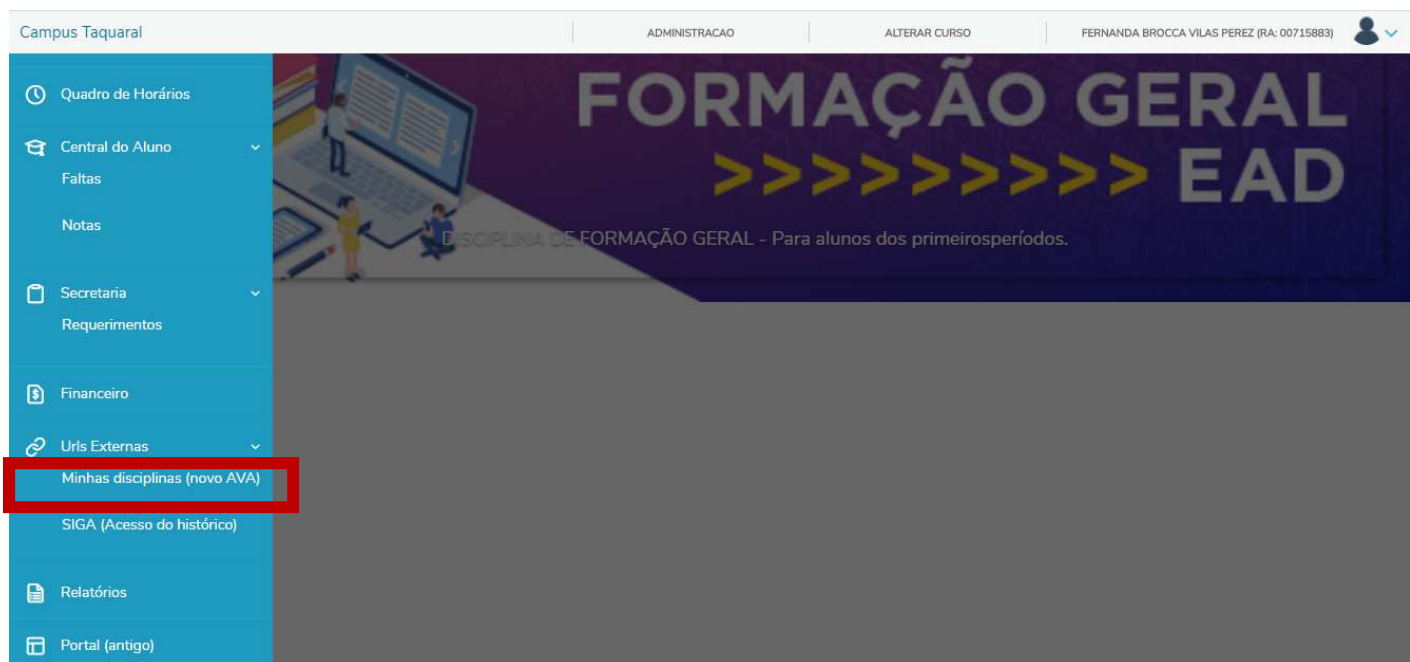 Campus Taquaral
ADMINISTRACAO
ALTERAR CURSO
FERNANDA BROCCA VILAS PEREZ (RA: 00715883)
Quadro de Horários
Central do Aluno
Faltas
Notas
Secretaria
Requerimentos
Financeiro
Urls Externas
Minhas disciplinas (novo AVA)
SIGA (Acesso do histórico)
Relatórios
Portal (antigo)
FORMAÇÃO GERAL
>>>>>>>>> EAD
DISCIPLINA DE FORMAÇÃO GERAL - Para alunos dos primeirosperíodos.